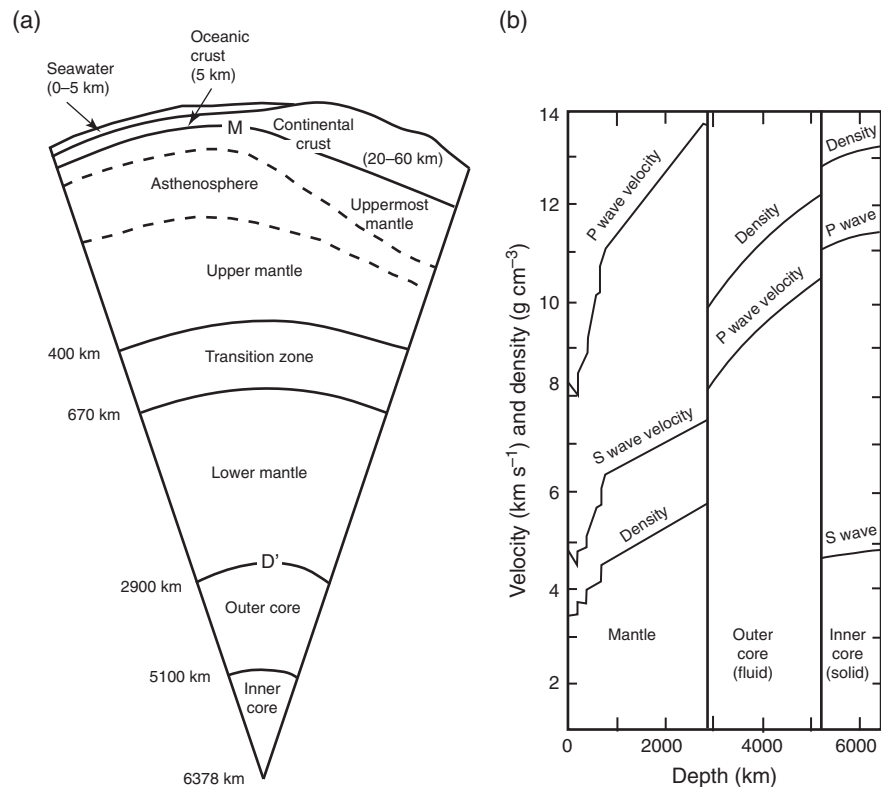 (a)
Seawater
(0–5 km)
Oceanic
crust
(5 km)
M
Continental
crust
(20–60 km)
Asthenosphere
Uppermost
mantle
Upper mantle
400 km
Transition zone
670 km
Lower mantle
D'
2900 km
Outer core
5100 km
Inner
core
6378 km
(b)
Velocity (km s⁻¹) and density (g cm⁻³)
14
12
10
8
6
4
2
P wave velocity
S wave velocity
Density
Mantle
Density
P wave velocity
Outer
core
(fluid)
Density
P wave
S wave
Inner
core
(solid)
0
2000
4000
6000
Depth (km)